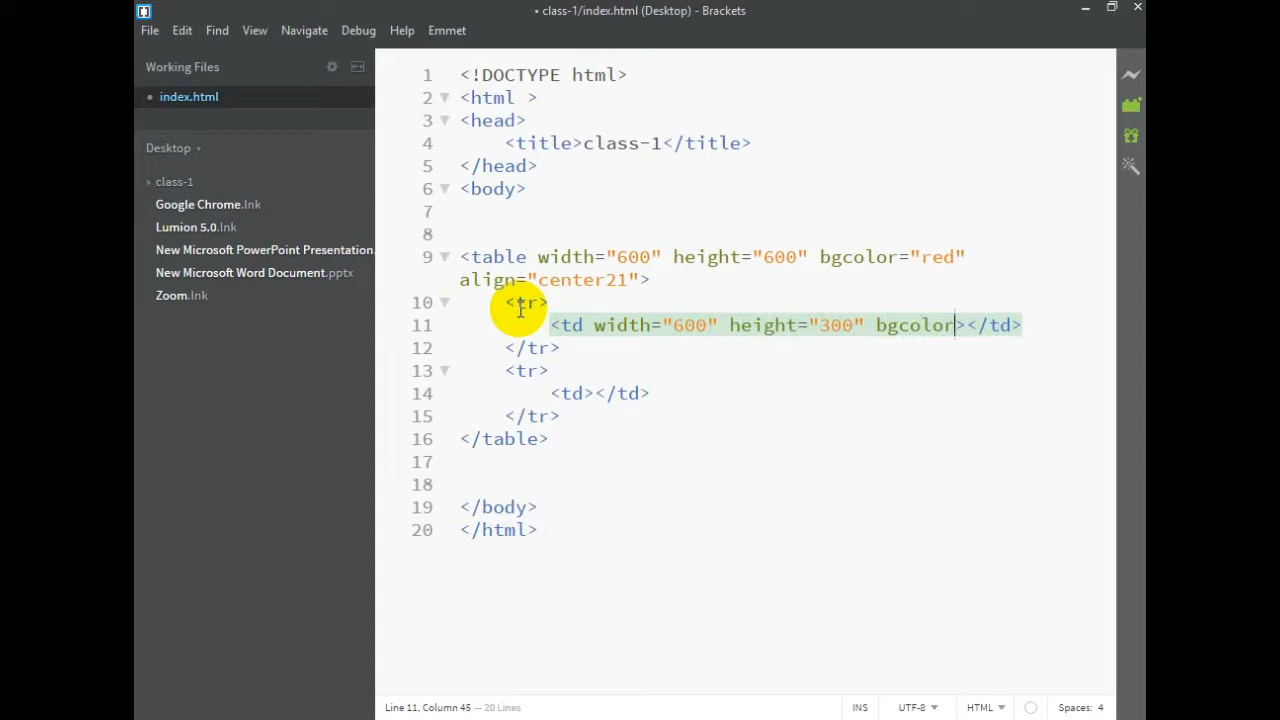 • class-1/index.html (Desktop) - Brackets
File Edit Find View Navigate Debug Help Emmet
Working Files
• index.html
Desktop
class-1
Google Chrome.lnk
Lumion 5.0.lnk
New Microsoft PowerPoint Presentation.
New Microsoft Word Document.pptx
Zoom.lnk
1 <!DOCTYPE html>
2 <html >
3 <head>
4 <title>class-1</title>
5 </head>
6 <body>
7
8
9 <table width="600" height="600" bgcolor="red"
align="center21">
10 <tr>
11 <td width="600" height="300" bgcolor></td>
12 </tr>
13 <tr>
14 <td></td>
15 </tr>
16 </table>
17
18
19 </body>
20 </html>
Line 11, Column 45 — 20 Lines
INS UTF-8 HTML Spaces: 4